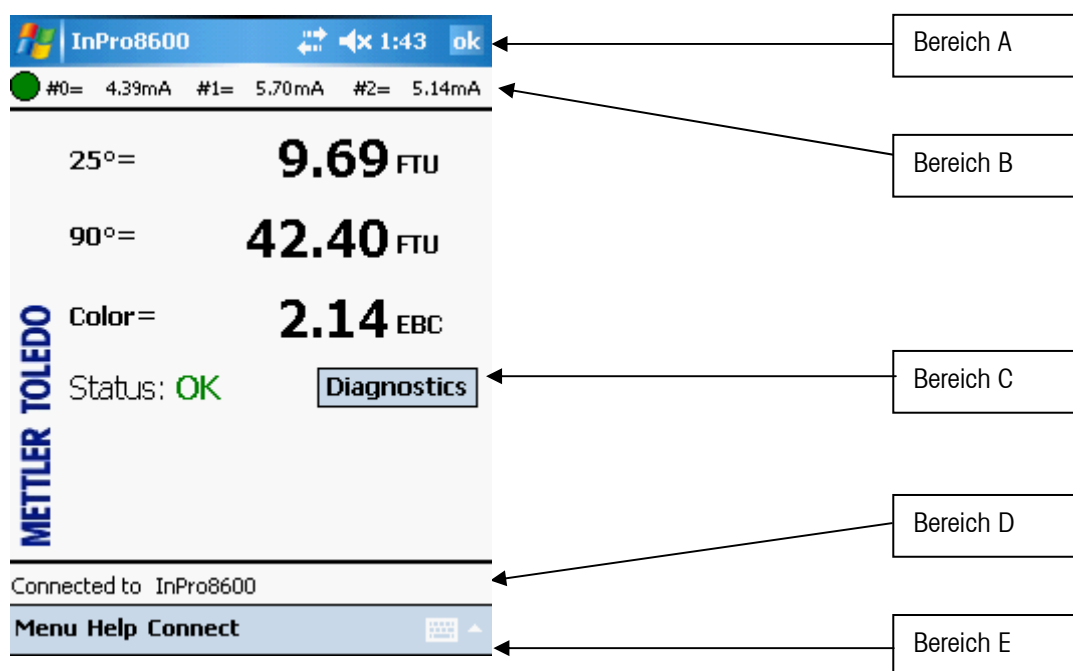 InPro8600 1:43 ok
Bereich A
#0= 4.39mA #1= 5.70mA #2= 5.14mA
Bereich B
25°= 9.69 FTU
90°= 42.40 FTU
Color= 2.14 EBC
Status: OK Diagnostics
Bereich C
METTLER TOLEDO
Bereich D
Connected to InPro8600
Menu Help Connect
Bereich E